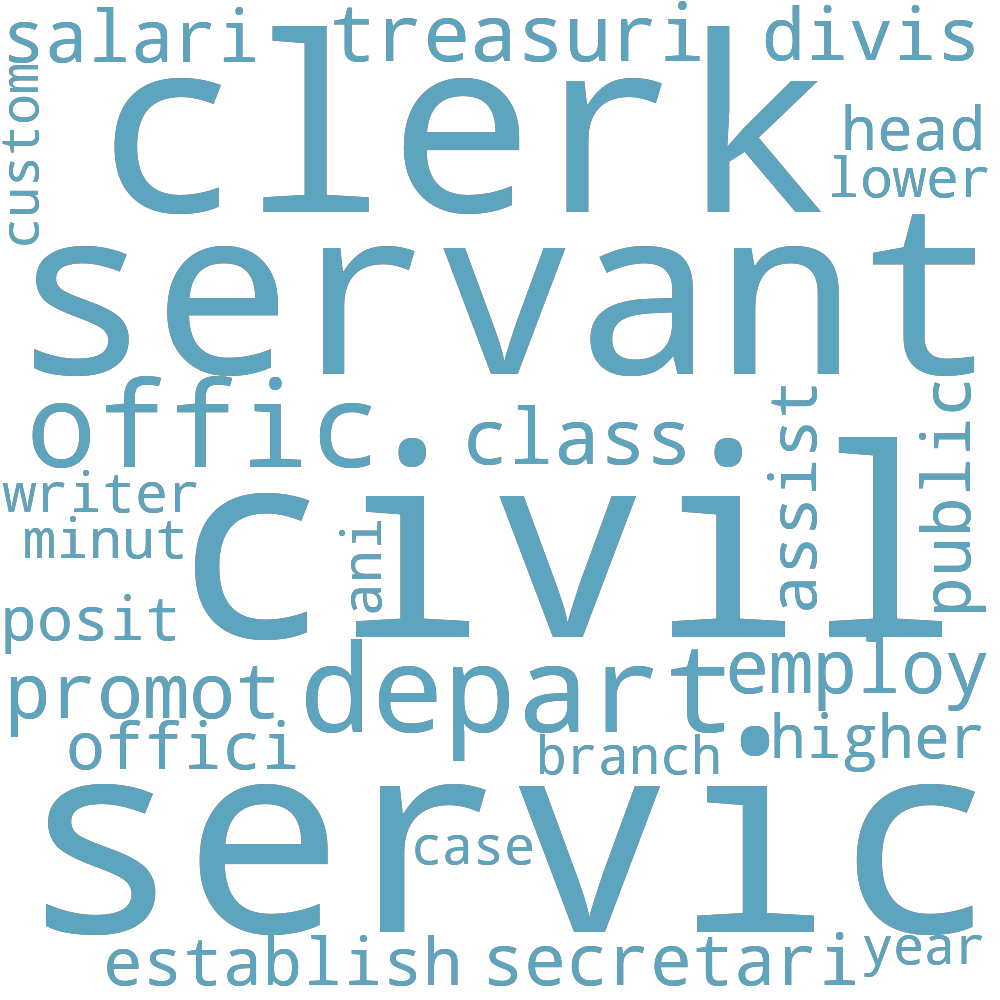 salari treasuri divis
custom
clerk
head
lower
servant
offic class
assist
public
writer
minut
civil
ani
posit
depart employ
promot
offici branch higher
servic
case
establish secretari year